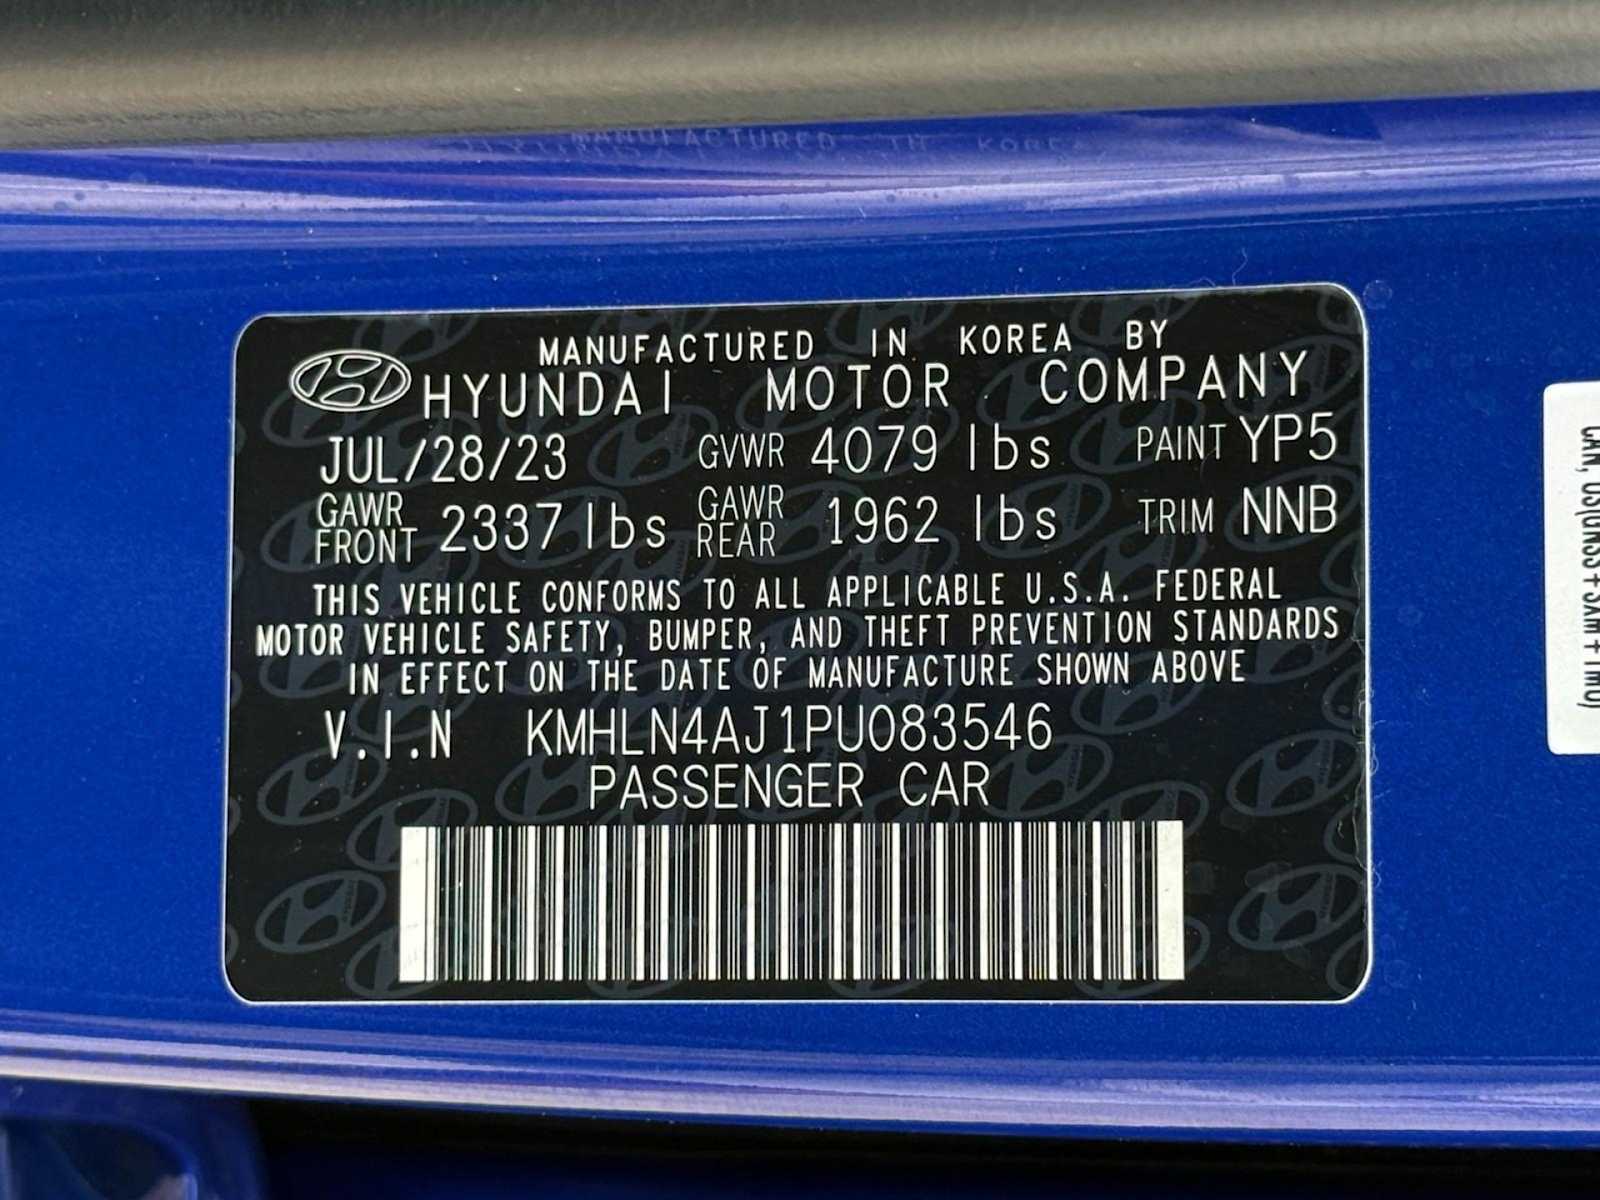 MANUFACTURED IN KOREA BY
HYUNDAI MOTOR COMPANY
JUL/28/23 GVWR 4079 lbs PAINT YP5
GAWR FRONT 2337 lbs GAWR REAR 1962 lbs TRIM NNB
THIS VEHICLE CONFORMS TO ALL APPLICABLE U.S.A. FEDERAL
MOTOR VEHICLE SAFETY, BUMPER, AND THEFT PREVENTION STANDARDS
IN EFFECT ON THE DATE OF MANUFACTURE SHOWN ABOVE
V.I.N KMHLN4AJ1PU083546
PASSENGER CAR